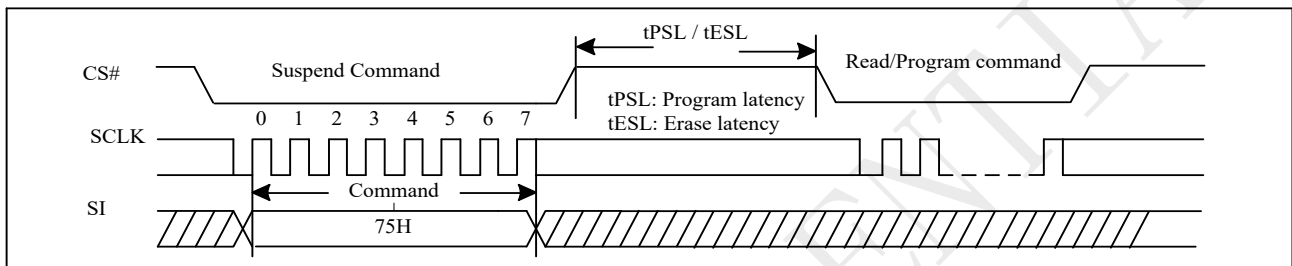 tPSL / tESL
CS#
Suspend Command
Read/Program command
tPSL: Program latency
tESL: Erase latency
0 1 2 3 4 5 6 7
SCLK
Command
SI
75H
ENTIA